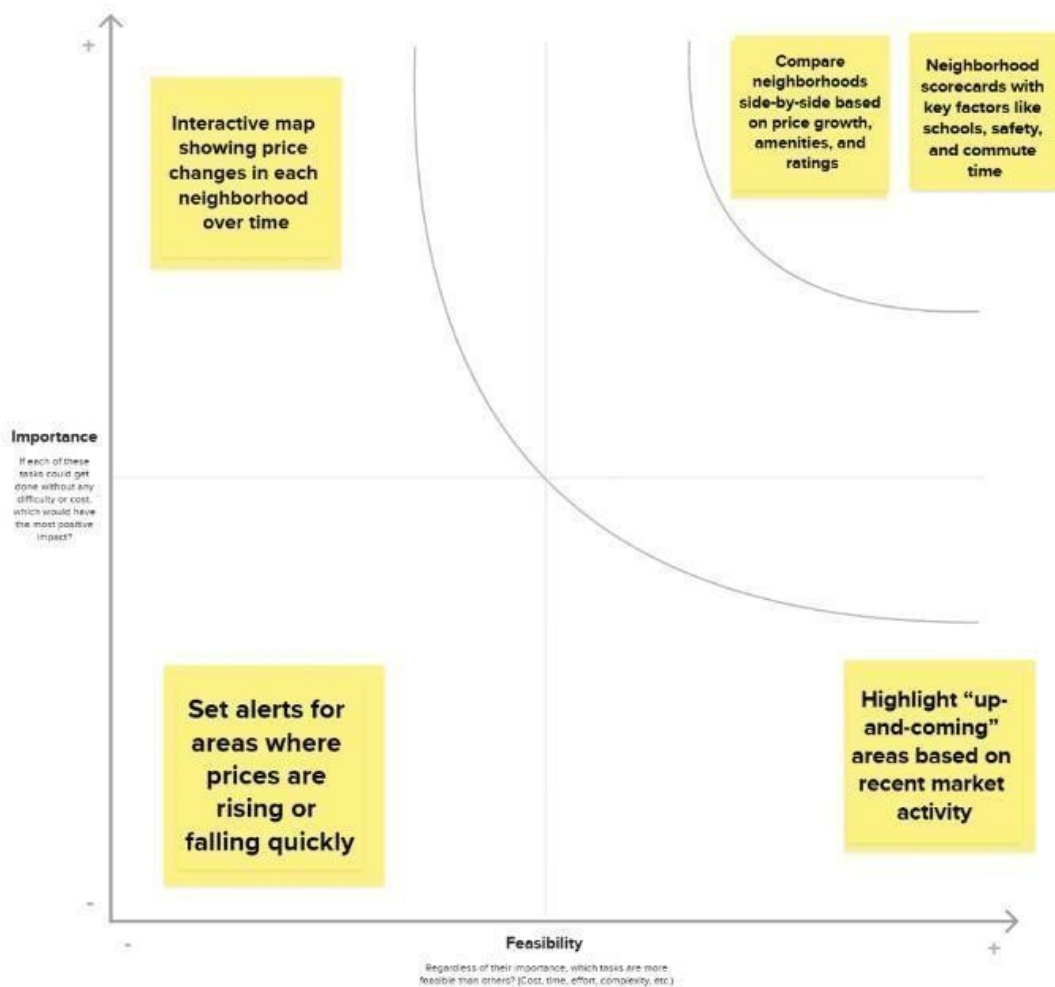 +
Interactive map
showing price
changes in each
neighborhood
over time
Compare
neighborhoods
side-by-side based
on price growth,
amenities, and
ratings
Neighborhood
scorecards with
key factors like
schools, safety,
and commute
time
Importance
If each of these
tasks could get
done without any
difficulty or cost,
which would have
the most positive
impact?
Set alerts for
areas where
prices are
rising or
falling quickly
Highlight “up-
and-coming”
areas based on
recent market
activity
-
-
Feasibility
+
Regardless of their importance, which tasks are more
feasible than others? (Cost, time, effort, complexity, etc.)